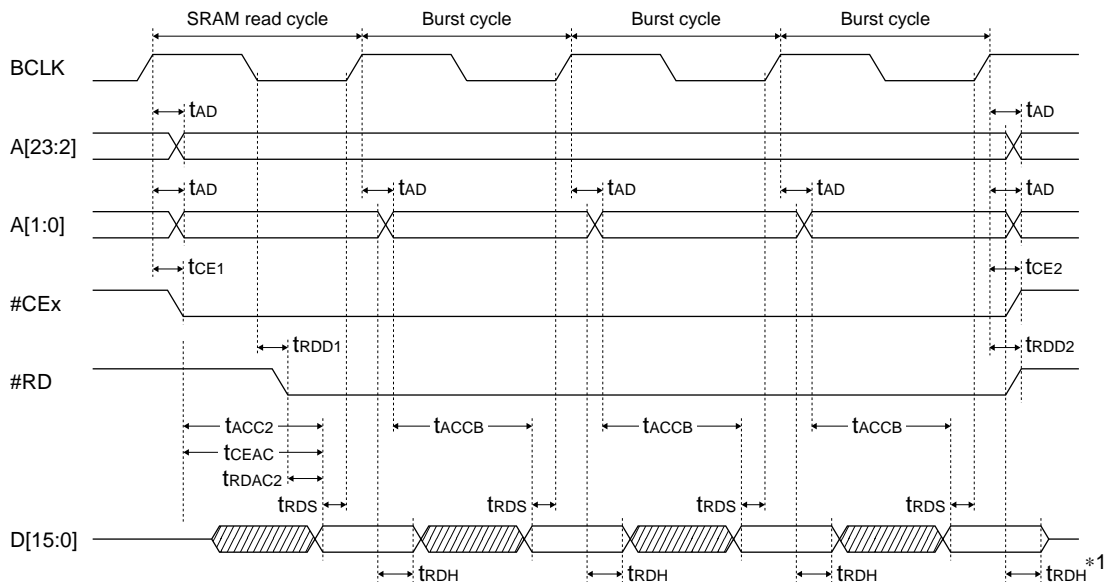 SRAM read cycle Burst cycle Burst cycle Burst cycle
BCLK
tAD tAD
A[23:2]
tAD tAD tAD tAD tAD
A[1:0]
tCE1 tCE2
#CEx
tRDD1 tRDD2
#RD
tACC2 tACCB tACCB tACCB
tCEAC
tRDAC2
tRDS tRDS tRDS tRDS
D[15:0]
tRDH tRDH tRDH tRDH*1